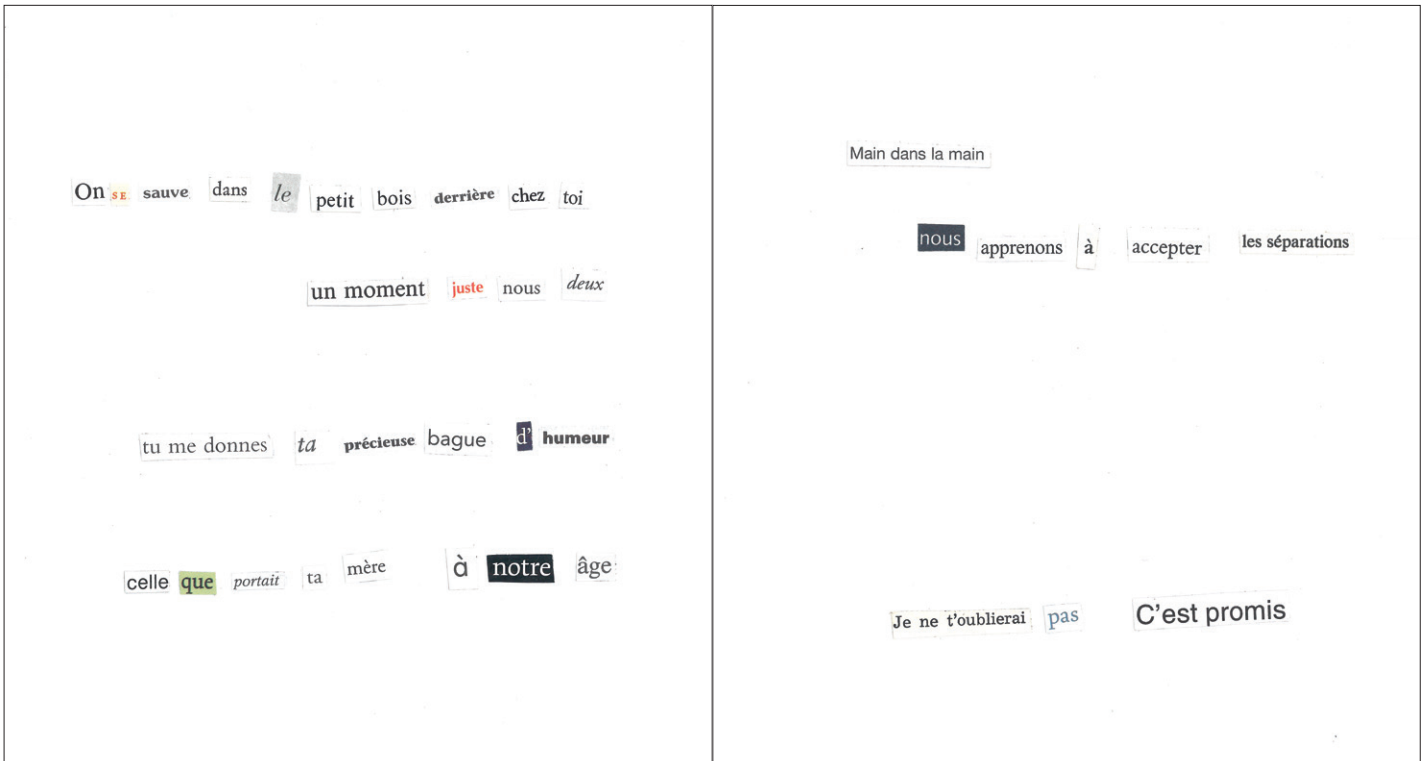 On SE sauve dans le petit bois derrière chez toi
un moment juste nous deux
tu me donnes ta précieuse bague d' humeur
celle que portait ta mère à notre âge
Main dans la main
nous apprenons à accepter les séparations
Je ne t'oublierai pas C'est promis